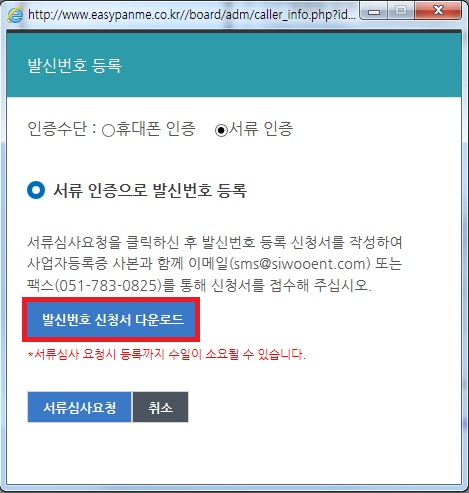 http://www.easypanme.co.kr//board/adm/caller_info.php?id...
발신번호 등록
인증수단 : 휴대폰 인증 서류 인증
서류 인증으로 발신번호 등록
서류심사요청을 클릭하신 후 발신번호 등록 신청서를 작성하여
사업자등록증 사본과 함께 이메일(sms@siwooent.com) 또는
팩스(051-783-0825)를 통해 신청서를 접수해 주십시오.
발신번호 신청서 다운로드
*서류심사 요청시 등록까지 수일이 소요될 수 있습니다.
서류심사요청 취소